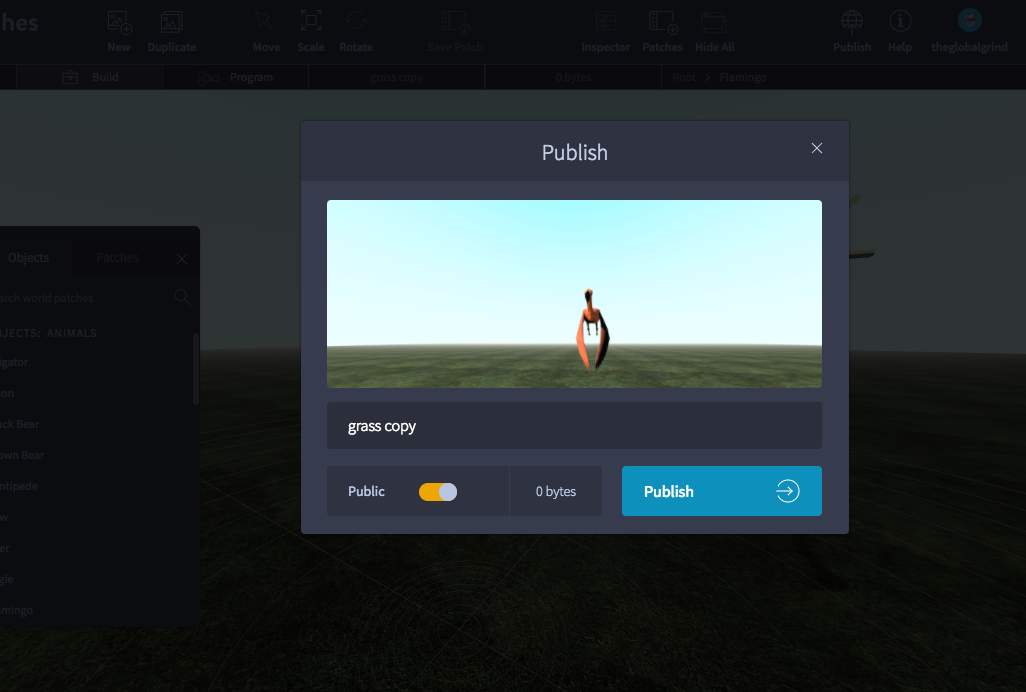 hes
New Duplicate Move Scale Rotate Save Patch Inspector Patches Hide All Publish Help theglobalgrind
Build Program grass copy 0 bytes Root > Flamingo
Publish
Objects Patches
arch world patches
JECTS: ANIMALS
igator
on
ack Bear
own Bear
ntipede
w
er
gle
amingo
grass copy
Public 0 bytes Publish